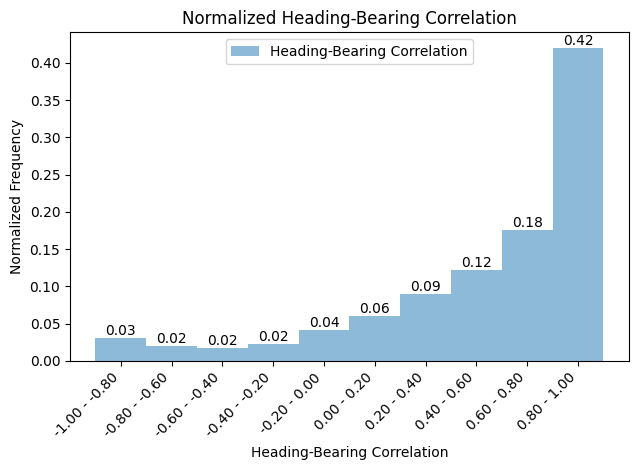 Normalized Heading-Bearing Correlation
Heading-Bearing Correlation
Normalized Frequency
0.40
0.35
0.30
0.25
0.20
0.15
0.10
0.05
0.00
0.03
0.02
0.02
0.02
0.04
0.06
0.09
0.12
0.18
0.42
-1.00 - -0.80
-0.80 - -0.60
-0.60 - -0.40
-0.40 - -0.20
-0.20 - 0.00
0.00 - 0.20
0.20 - 0.40
0.40 - 0.60
0.60 - 0.80
0.80 - 1.00
Heading-Bearing Correlation